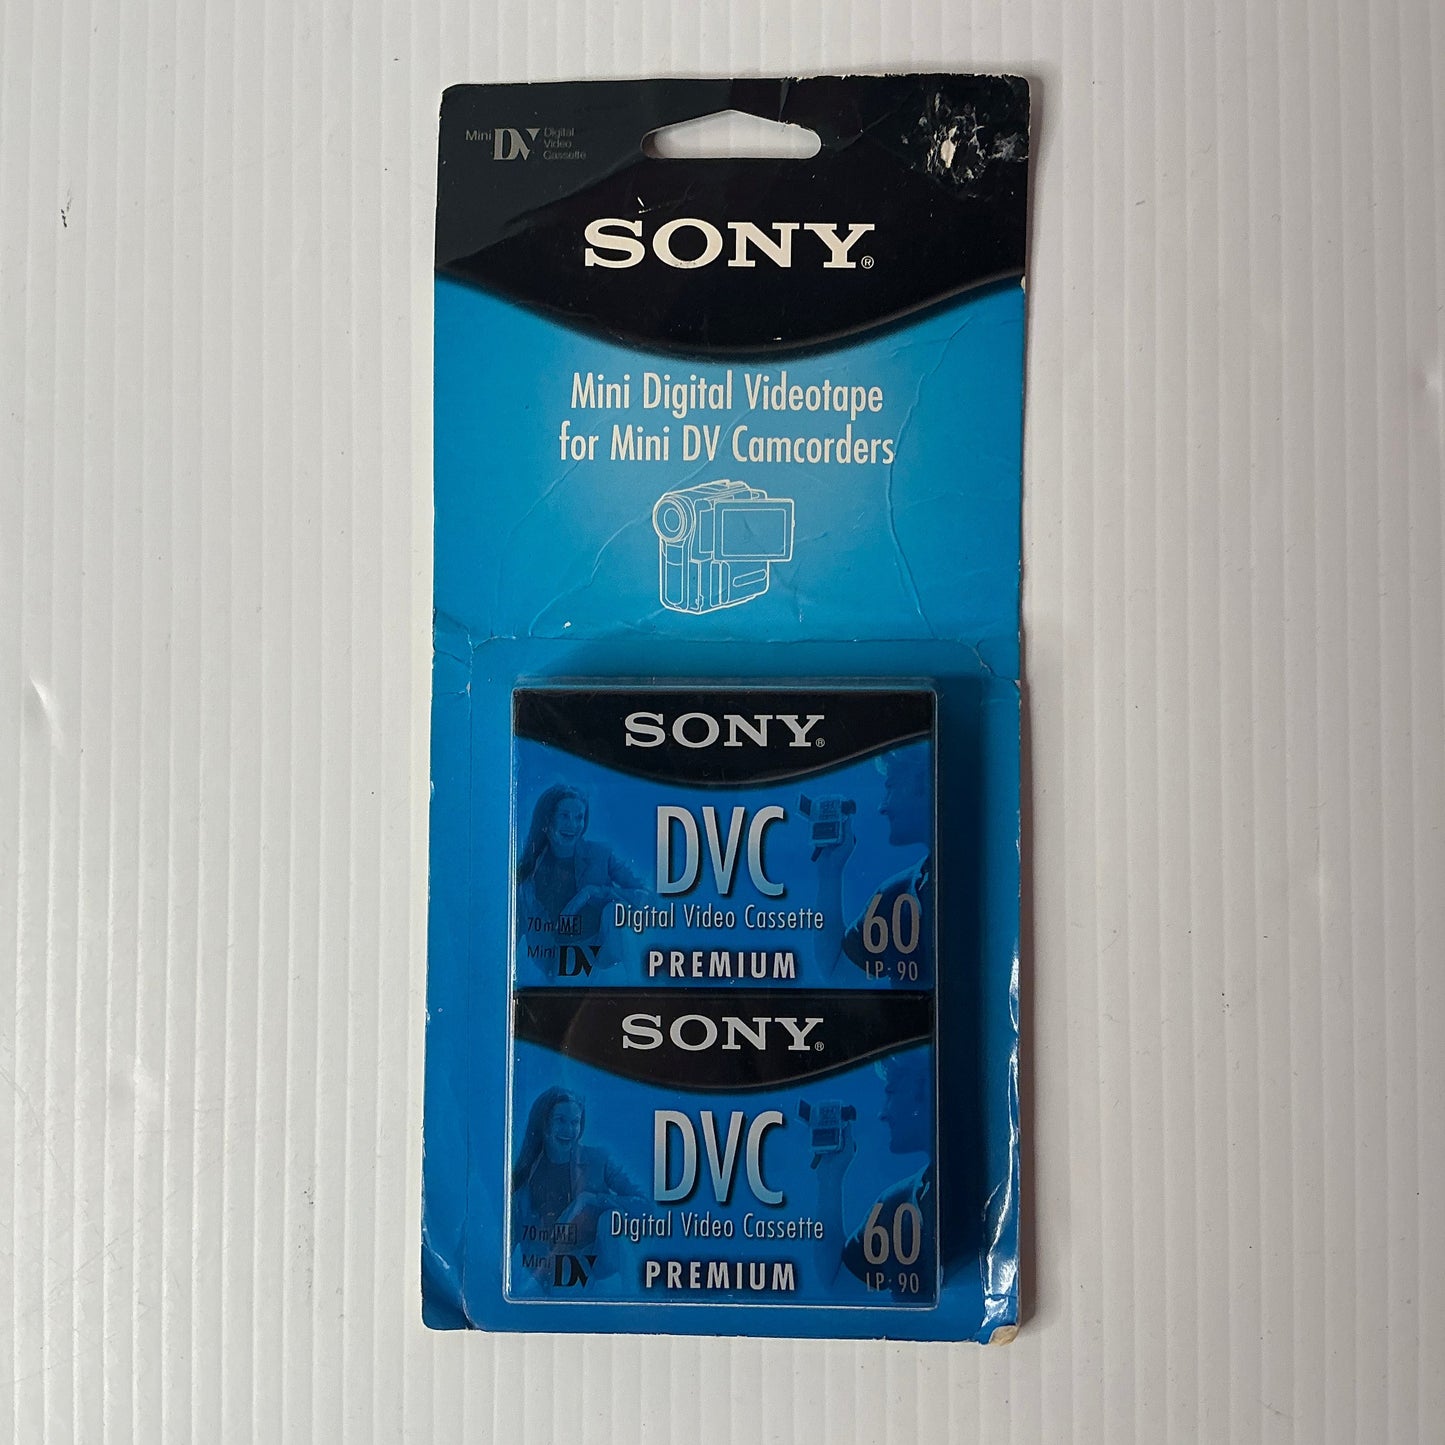 Mini DV Digital
Video
Cassette
SONY®
Mini Digital Videotape
for Mini DV Camcorders
SONY®
DVC
Digital Video Cassette
70m ME
Mini DV
PREMIUM
60
LP: 90
SONY®
DVC
Digital Video Cassette
70m ME
Mini DV
PREMIUM
60
LP: 90